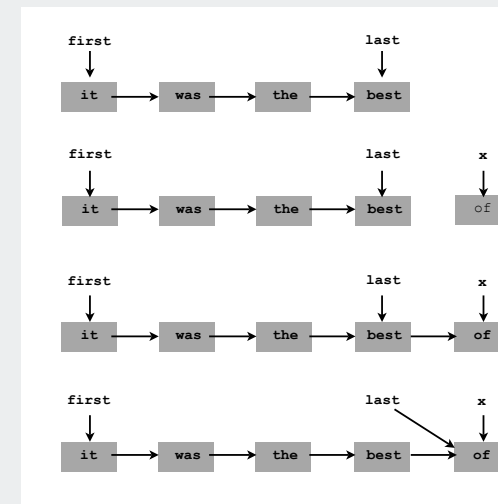 first last
it was the best
first last x
it was the best of
first last x
it was the best of
first last x
it was the best of